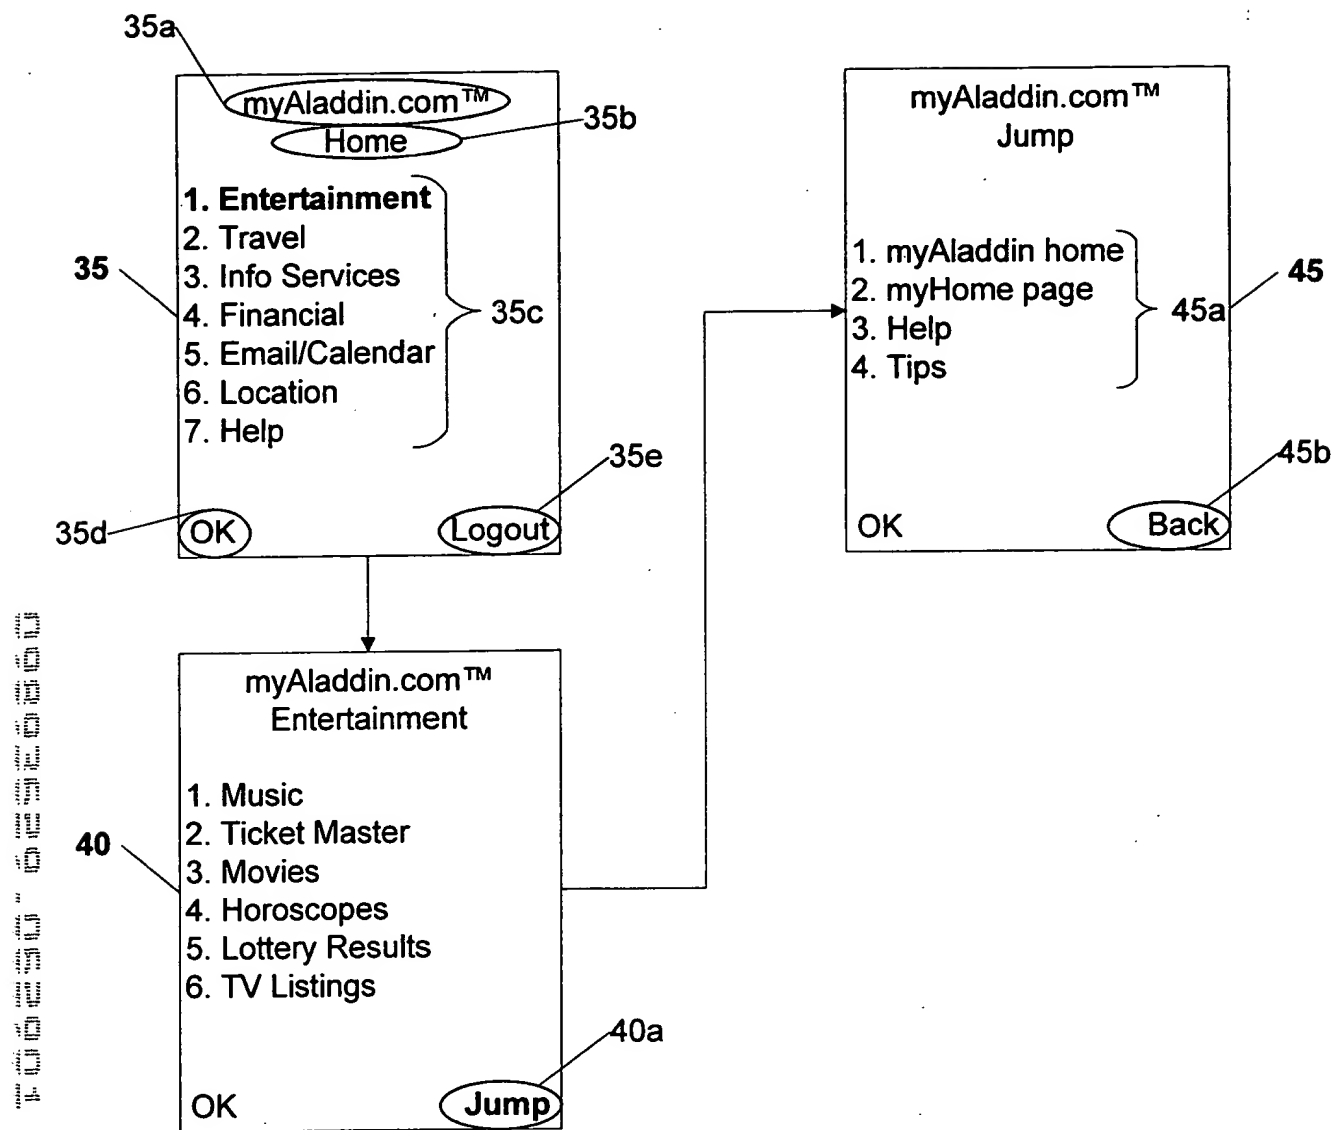 35a
myAladdin.com™
Home
35b
1. Entertainment
2. Travel
3. Info Services
4. Financial
5. Email/Calendar
6. Location
7. Help
35
35c
35d
OK
Logout
35e
myAladdin.com™
Jump
1. myAladdin home
2. myHome page
3. Help
4. Tips
45a
45
45b
OK
Back
myAladdin.com™
Entertainment
1. Music
2. Ticket Master
3. Movies
4. Horoscopes
5. Lottery Results
6. TV Listings
40
40a
OK
Jump